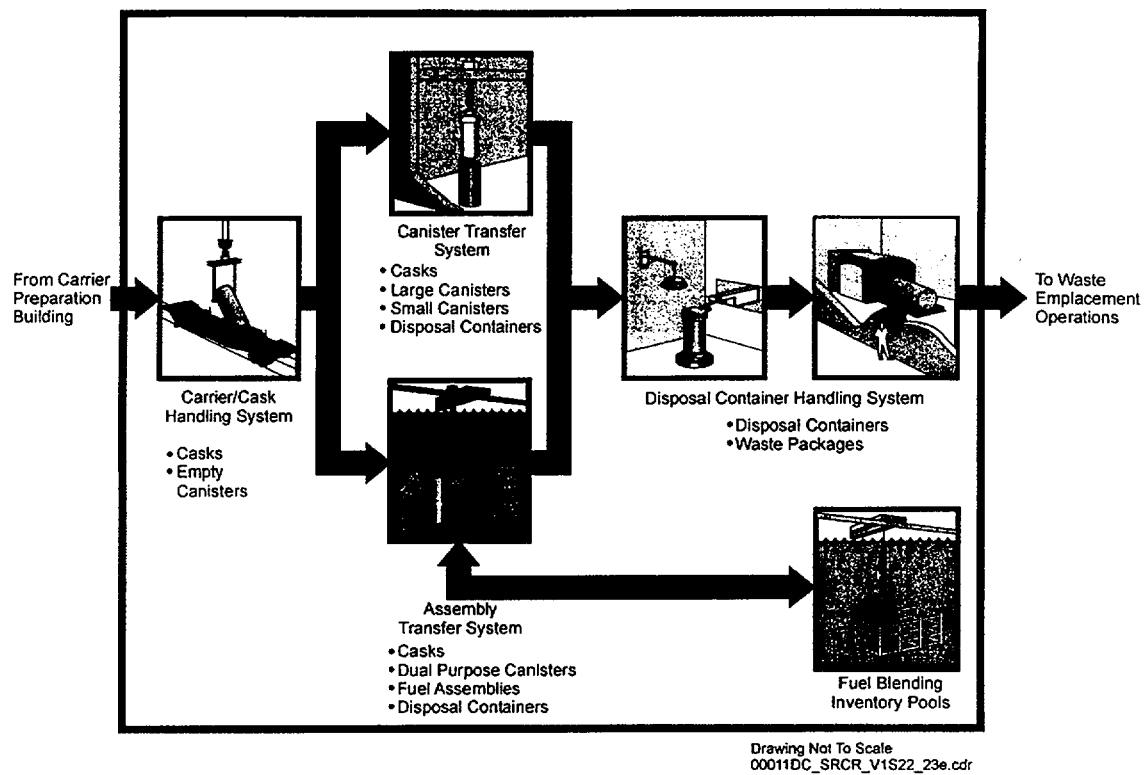 From Carrier
Preparation
Building
Carrier/Cask
Handling System
• Casks
• Empty
Canisters
Canister Transfer
System
• Casks
• Large Canisters
• Small Canisters
• Disposal Containers
Assembly
Transfer System
• Casks
• Dual Purpose Canisters
• Fuel Assemblies
• Disposal Containers
Disposal Container Handling System
• Disposal Containers
• Waste Packages
To Waste
Emplacement
Operations
Fuel Blending
Inventory Pools
Drawing Not To Scale
00011DC_SRCR_V1S22_23e.cdr